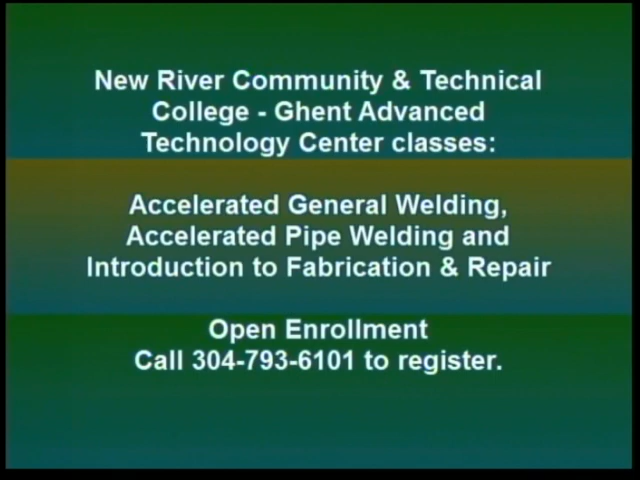 New River Community & Technical
College - Ghent Advanced
Technology Center classes:
Accelerated General Welding,
Accelerated Pipe Welding and
Introduction to Fabrication & Repair
Open Enrollment
Call 304-793-6101 to register.